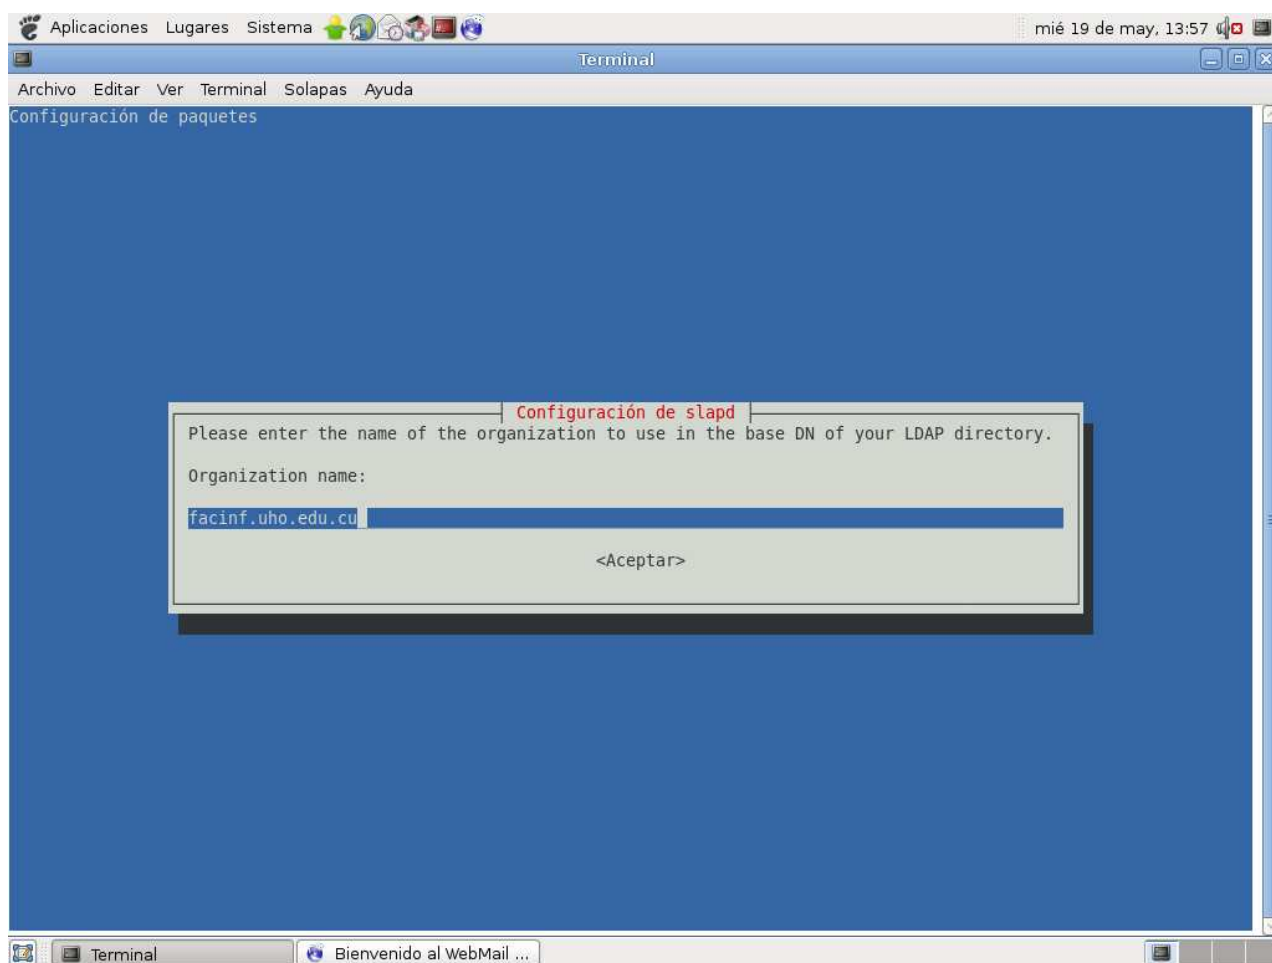 Aplicaciones Lugares Sistema mié 19 de may, 13:57
Terminal
Archivo Editar Ver Terminal Solapas Ayuda
Configuración de paquetes
Configuración de slapd
Please enter the name of the organization to use in the base DN of your LDAP directory.
Organization name:
facinf.uho.edu.cu
<Aceptar>
Terminal Bienvenido al WebMail ...